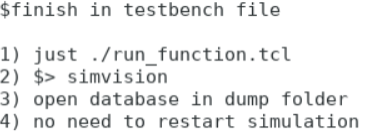 $finish in testbench file
1) just ./run_function.tcl
2) $> simvision
3) open database in dump folder
4) no need to restart simulation